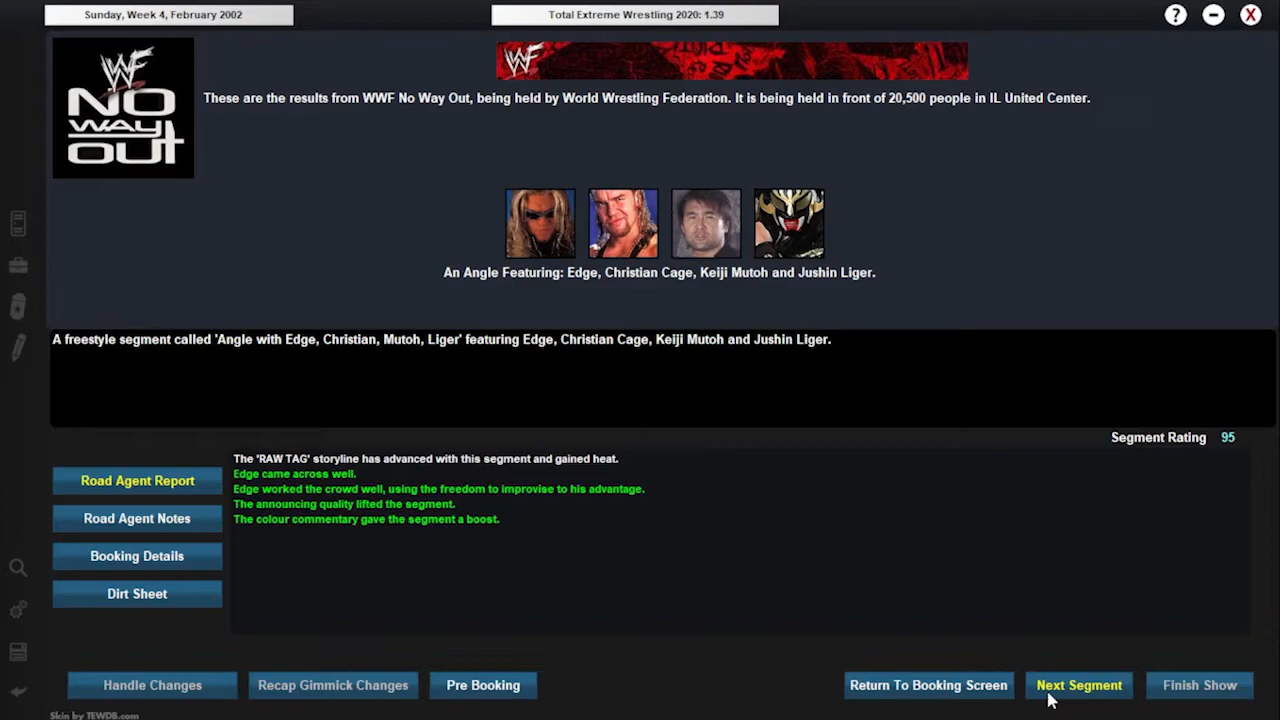 Sunday, Week 4, February 2002
Total Extreme Wrestling 2020: 1.39
?
X
WF
NO
WAY
OUT
These are the results from WWF No Way Out, being held by World Wrestling Federation. It is being held in front of 20,500 people in IL United Center.
An Angle Featuring: Edge, Christian Cage, Keiji Mutoh and Jushin Liger.
A freestyle segment called 'Angle with Edge, Christian, Mutoh, Liger' featuring Edge, Christian Cage, Keiji Mutoh and Jushin Liger.
Segment Rating 95
The 'RAW TAG' storyline has advanced with this segment and gained heat.
Edge came across well.
Edge worked the crowd well, using the freedom to improvise to his advantage.
The announcing quality lifted the segment.
The colour commentary gave the segment a boost.
Road Agent Report
Road Agent Notes
Booking Details
Dirt Sheet
Handle Changes
Recap Gimmick Changes
Pre Booking
Return To Booking Screen
Next Segment
Finish Show
Skin by TEWDB.com